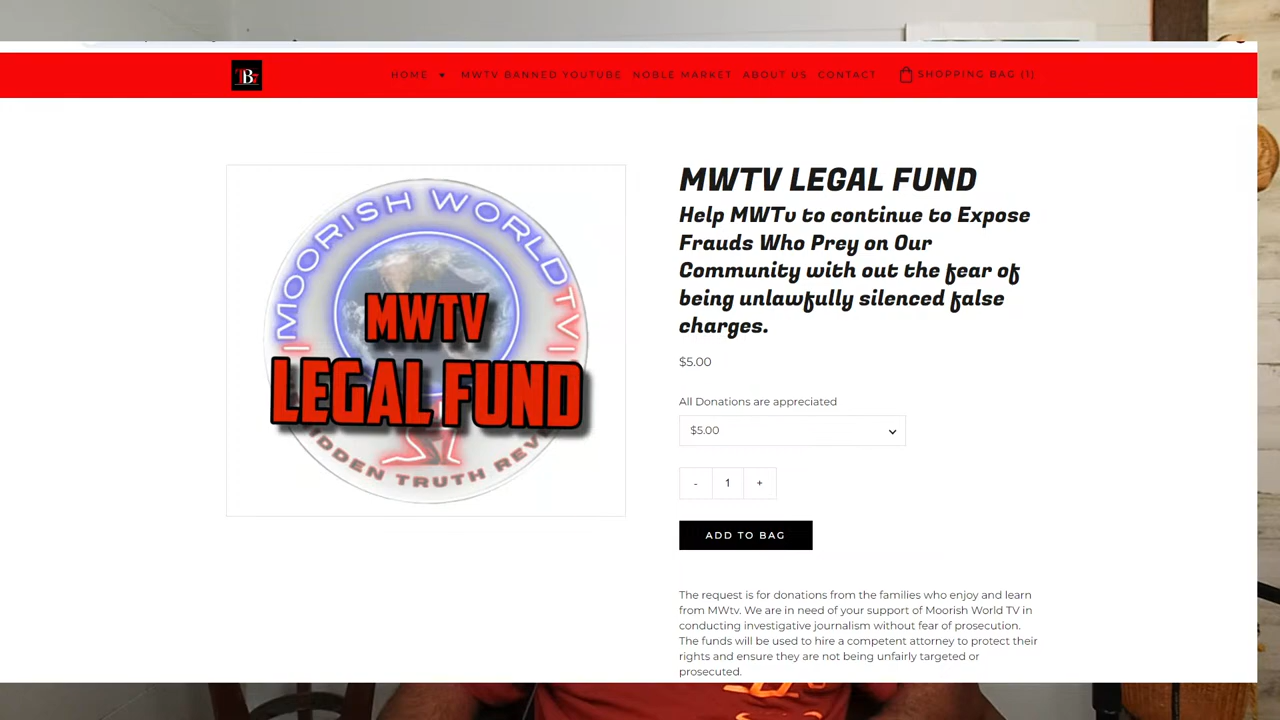 HOME MWTV BANNED YOUTUBE NOBLE MARKET ABOUT US CONTACT SHOPPING BAG (1)
MOORISH WORLD TV
MWTV
LEGAL FUND
MWTV LEGAL FUND
Help MWTv to continue to Expose
Frauds Who Prey on Our
Community with out the fear of
being unlawfully silenced false
charges.
$5.00
All Donations are appreciated
$5.00
- 1 +
ADD TO BAG
The request is for donations from the families who enjoy and learn
from MWtv. We are in need of your support of Moorish World TV in
conducting investigative journalism without fear of prosecution.
The funds will be used to hire a competent attorney to protect their
rights and ensure they are not being unfairly targeted or
prosecuted.